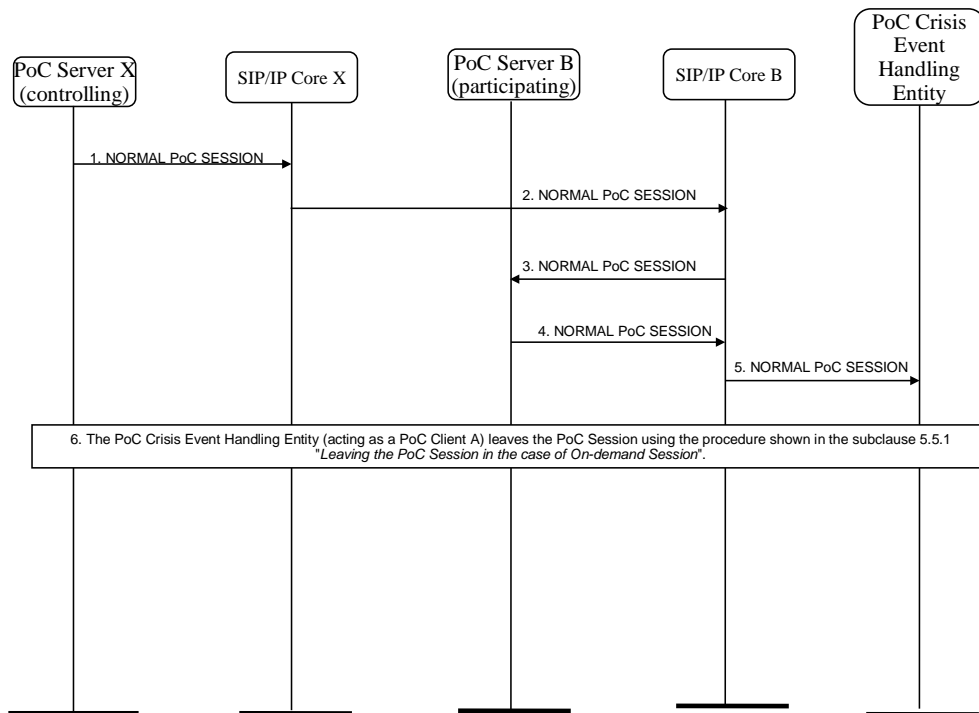 PoC Server X
(controlling)
SIP/IP Core X
PoC Server B
(participating)
SIP/IP Core B
PoC Crisis
Event
Handling
Entity
1. NORMAL PoC SESSION
2. NORMAL PoC SESSION
3. NORMAL PoC SESSION
4. NORMAL PoC SESSION
5. NORMAL PoC SESSION
6. The PoC Crisis Event Handling Entity (acting as a PoC Client A) leaves the PoC Session using the procedure shown in the subclause 5.5.1
"Leaving the PoC Session in the case of On-demand Session".